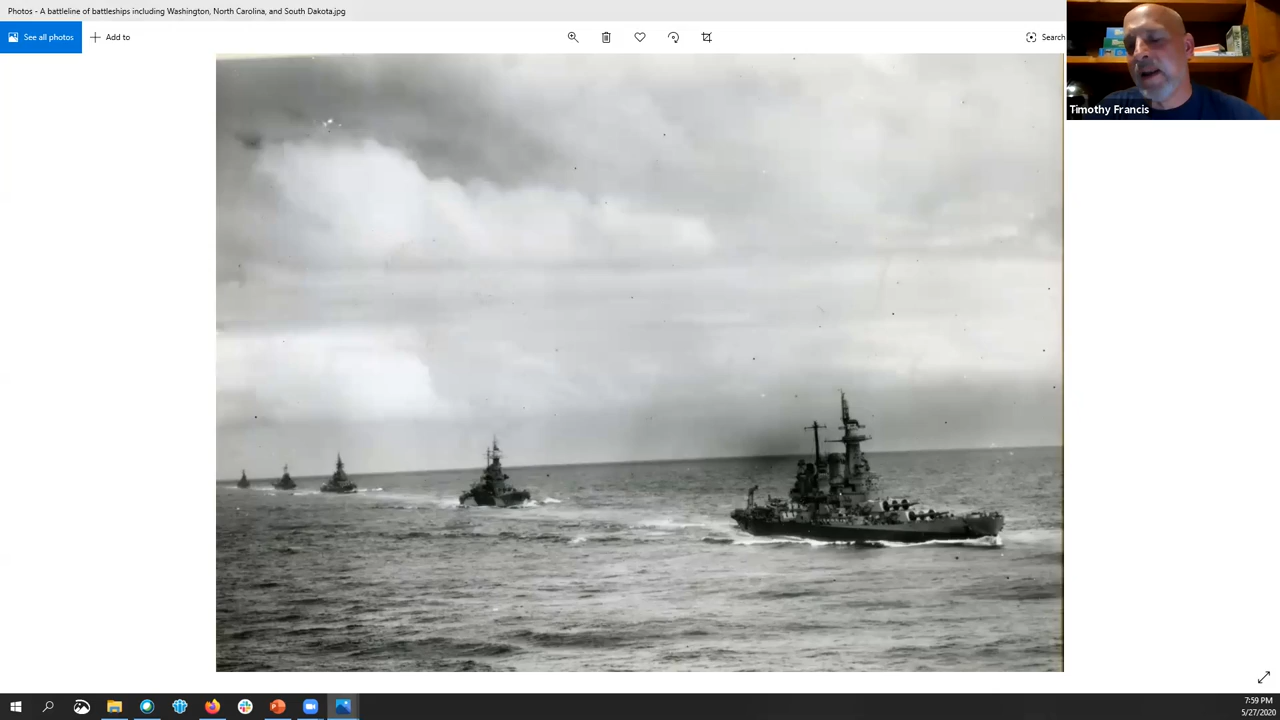 Photos - A battleline of battleships including Washington, North Carolina, and South Dakota.jpg
See all photos
Add to
Search
Timothy Francis
7:59 PM
5/27/2020